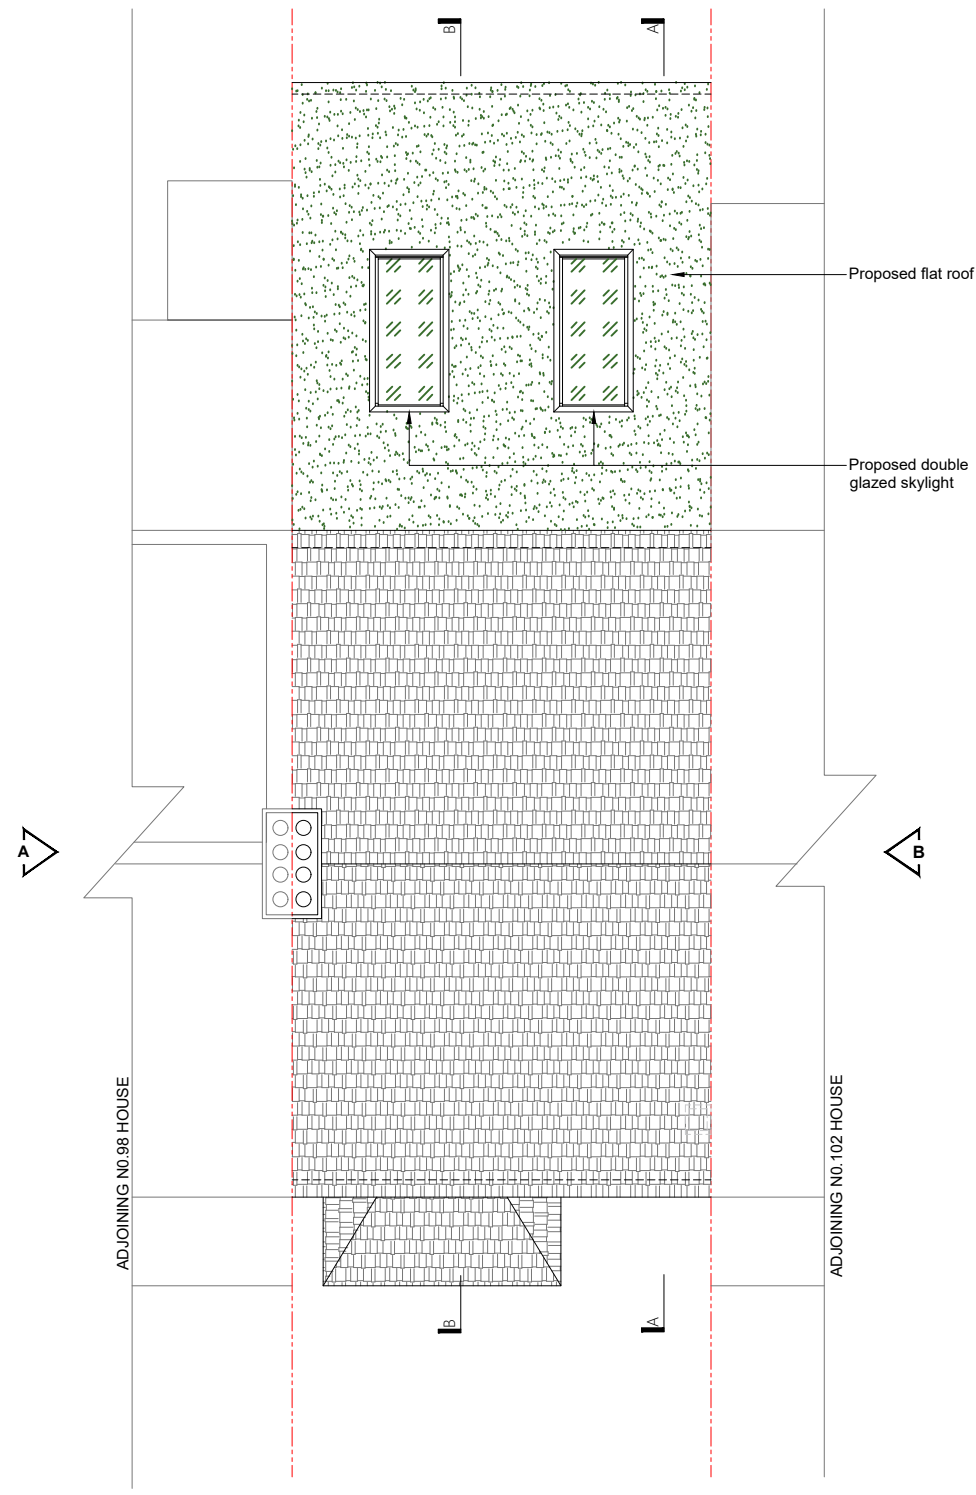 B
A
Proposed flat roof
Proposed double
glazed skylight
A
B
ADJOINING N0.98 HOUSE
ADJOINING N0.102 HOUSE
B
A